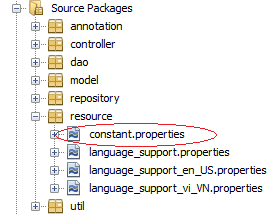 Source Packages
annotation
controller
dao
model
repository
resource
constant.properties
language_support.properties
language_support_en_US.properties
language_support_vi_VN.properties
util